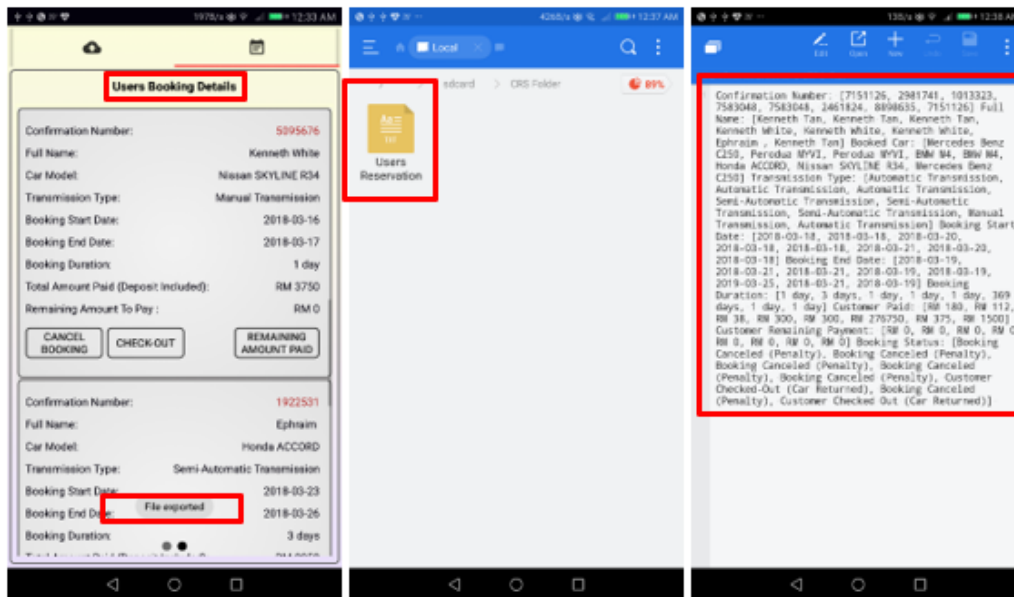 12:33 AM
Users Booking Details
Confirmation Number: 5095676
Full Name: Kenneth White
Car Model: Nissan SKYLINE R34
Transmission Type: Manual Transmission
Booking Start Date: 2018-03-16
Booking End Date: 2018-03-17
Booking Duration: 1 day
Total Amount Paid (Deposit Included): RM 3750
Remaining Amount To Pay : RM 0
CANCEL
BOOKING
CHECK-OUT
REMAINING
AMOUNT PAID
Confirmation Number: 1922531
Full Name: Ephraim
Car Model: Honda ACCORD
Transmission Type: Semi-Automatic Transmission
Booking Start Date: 2018-03-23
File exported
Booking End Date: 2018-03-26
Booking Duration: 3 days
12:37 AM
Local
sdcard > CRS Folder 89%
TXT
Users
Reservation
12:38 AM
Edit Open New
Confirmation Number: [7151126, 2981741, 1013323,
7583048, 7583048, 2461824, 8898635, 7151126] Full
Name: [Kenneth Tan, Kenneth Tan, Kenneth Tan,
Kenneth White, Kenneth White, Kenneth White,
Ephraim , Kenneth Tan] Booked Car: [Mercedes Benz
C250, Perodua MYVI, Perodua MYVI, BMW M4, BMW M4,
Honda ACCORD, Nissan SKYLINE R34, Mercedes Benz
C250] Transmission Type: [Automatic Transmission,
Automatic Transmission, Automatic Transmission,
Semi-Automatic Transmission, Semi-Automatic
Transmission, Semi-Automatic Transmission, Manual
Transmission, Automatic Transmission] Booking Start
Date: [2018-03-18, 2018-03-18, 2018-03-20,
2018-03-18, 2018-03-18, 2018-03-21, 2018-03-20,
2018-03-18] Booking End Date: [2018-03-19,
2018-03-21, 2018-03-21, 2018-03-19, 2018-03-19,
2019-03-25, 2018-03-21, 2018-03-19] Booking
Duration: [1 day, 3 days, 1 day, 1 day, 1 day, 369
days, 1 day, 1 day] Customer Paid: [RM 180, RM 112,
RM 38, RM 300, RM 300, RM 276750, RM 375, RM 1500]
Customer Remaining Payment: [RM 0, RM 0, RM 0, RM 0
RM 0, RM 0, RM 0, RM 0] Booking Status: [Booking
Canceled (Penalty), Booking Canceled (Penalty),
Booking Canceled (Penalty), Booking Canceled
(Penalty), Booking Canceled (Penalty), Customer
Checked-Out (Car Returned), Booking Canceled
(Penalty), Customer Checked Out (Car Returned)]